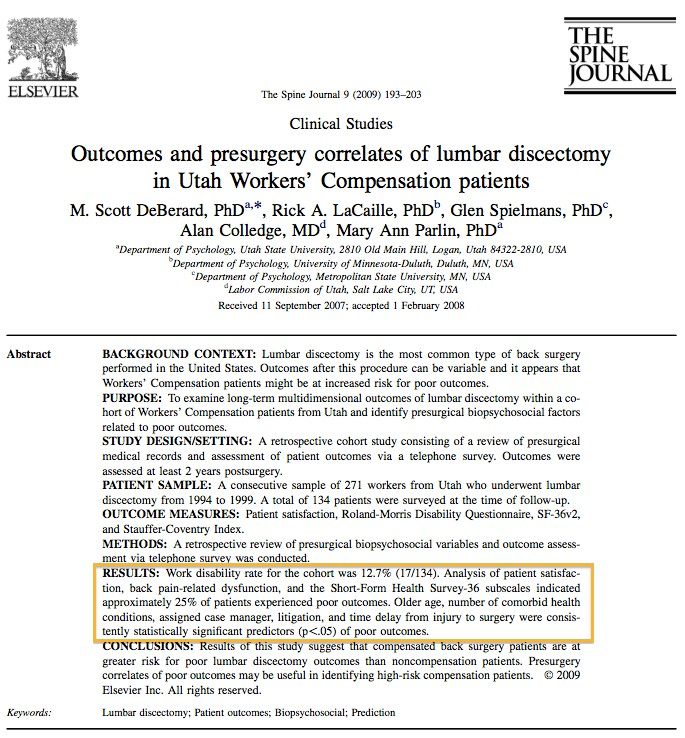 ELSEVIER
THE
SPINE
JOURNAL
The Spine Journal 9 (2009) 193–203
Clinical Studies
Outcomes and presurgery correlates of lumbar discectomy
in Utah Workers’ Compensation patients
M. Scott DeBerard, PhDa,*, Rick A. LaCaille, PhDb, Glen Spielmans, PhDc,
Alan Colledge, MDd, Mary Ann Parlin, PhDa
aDepartment of Psychology, Utah State University, 2810 Old Main Hill, Logan, Utah 84322-2810, USA
bDepartment of Psychology, University of Minnesota-Duluth, Duluth, MN, USA
cDepartment of Psychology, Metropolitan State University, MN, USA
dLabor Commission of Utah, Salt Lake City, UT, USA
Received 11 September 2007; accepted 1 February 2008
Abstract BACKGROUND CONTEXT: Lumbar discectomy is the most common type of back surgery
performed in the United States. Outcomes after this procedure can be variable and it appears that
Workers’ Compensation patients might be at increased risk for poor outcomes.
PURPOSE: To examine long-term multidimensional outcomes of lumbar discectomy within a co-
hort of Workers’ Compensation patients from Utah and identify presurgical biopsychosocial factors
related to poor outcomes.
STUDY DESIGN/SETTING: A retrospective cohort study consisting of a review of presurgical
medical records and assessment of patient outcomes via a telephone survey. Outcomes were
assessed at least 2 years postsurgery.
PATIENT SAMPLE: A consecutive sample of 271 workers from Utah who underwent lumbar
discectomy from 1994 to 1999. A total of 134 patients were surveyed at the time of follow-up.
OUTCOME MEASURES: Patient satisfaction, Roland-Morris Disability Questionnaire, SF-36v2,
and Stauffer-Coventry Index.
METHODS: A retrospective review of presurgical biopsychosocial variables and outcome assess-
ment via telephone survey was conducted.
RESULTS: Work disability rate for the cohort was 12.7% (17/134). Analysis of patient satisfac-
tion, back pain-related dysfunction, and the Short-Form Health Survey-36 subscales indicated
approximately 25% of patients experienced poor outcomes. Older age, number of comorbid health
conditions, assigned case manager, litigation, and time delay from injury to surgery were consis-
tently statistically significant predictors (p<.05) of poor outcomes.
CONCLUSIONS: Results of this study suggest that compensated back surgery patients are at
greater risk for poor lumbar discectomy outcomes than noncompensation patients. Presurgery
correlates of poor outcomes may be useful in identifying high-risk compensation patients. © 2009
Elsevier Inc. All rights reserved.
Keywords: Lumbar discectomy; Patient outcomes; Biopsychosocial; Prediction